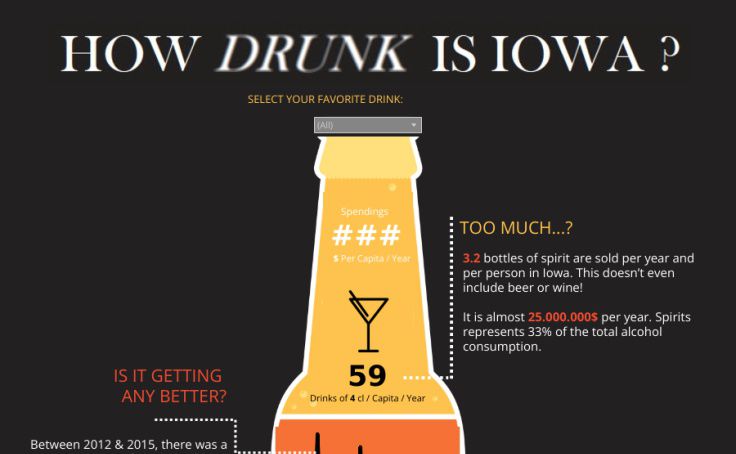 HOW DRUNK IS IOWA ?
SELECT YOUR FAVORITE DRINK:
(All)
Spendings
###
$ Per Capita / Year
TOO MUCH...?
3.2 bottles of spirit are sold per year and
per person in Iowa. This doesn't even
include beer or wine!
It is almost 25.000.000$ per year. Spirits
represents 33% of the total alcohol
consumption.
59
Drinks of 4 cl / Capita / Year
IS IT GETTING
ANY BETTER?
Between 2012 & 2015, there was a